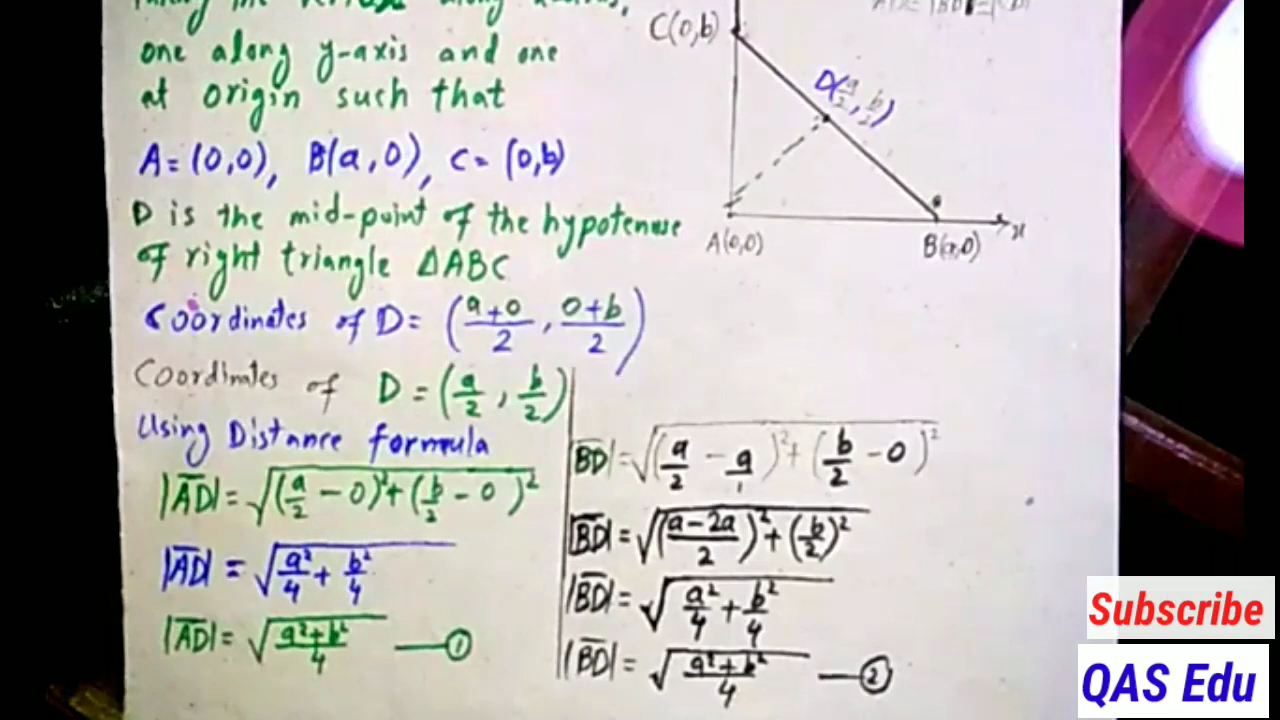 one along y-axis and one
at origin such that
A = (0,0), B(a,0), C = (0,b)
D is the mid-point of the hypotenuse
of right triangle ΔABC
Coordinates of D = (a+0/2, 0+b/2)
Coordinates of D = (a/2, b/2)
Using Distance formula
|AD| = √(a/2 - 0)² + (b/2 - 0)²
|AD| = √a²/4 + b²/4
|AD| = √a²+b²/4 —①
C(0,b)
D(a/2, b/2)
A(0,0)
B(a,0)
x
|BD| = √(a/2 - a/1)² + (b/2 - 0)²
|BD| = √(a-2a/2)² + (b/2)²
|BD| = √a²/4 + b²/4
|BD| = √a²+b²/4 —②
Subscribe
QAS Edu